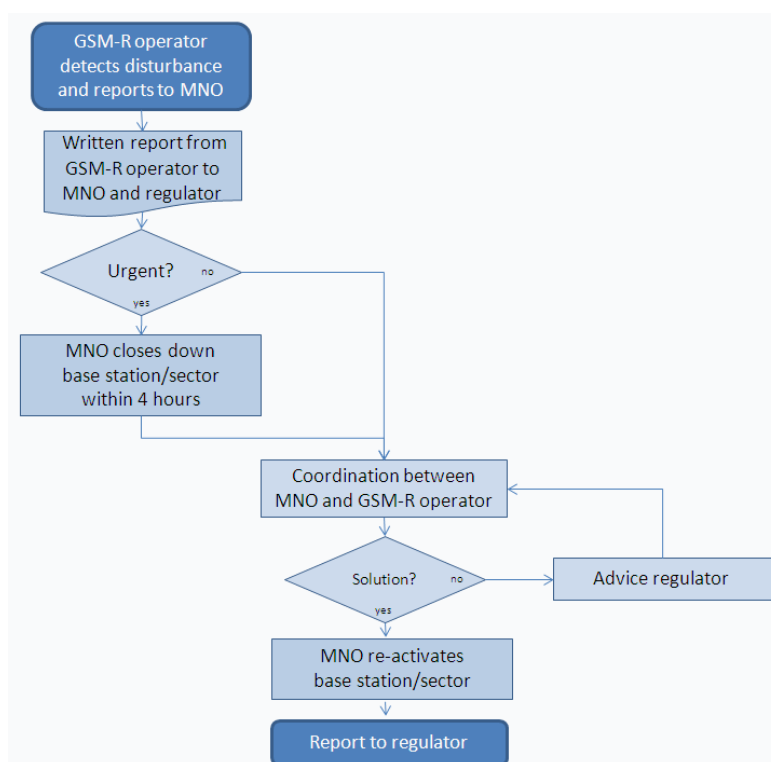 GSM-R operator
detects disturbance
and reports to MNO
Written report from
GSM-R operator to
MNO and regulator
Urgent?
no
yes
MNO closes down
base station/sector
within 4 hours
Coordination between
MNO and GSM-R operator
Solution?
no
Advice regulator
yes
MNO re-activates
base station/sector
Report to regulator